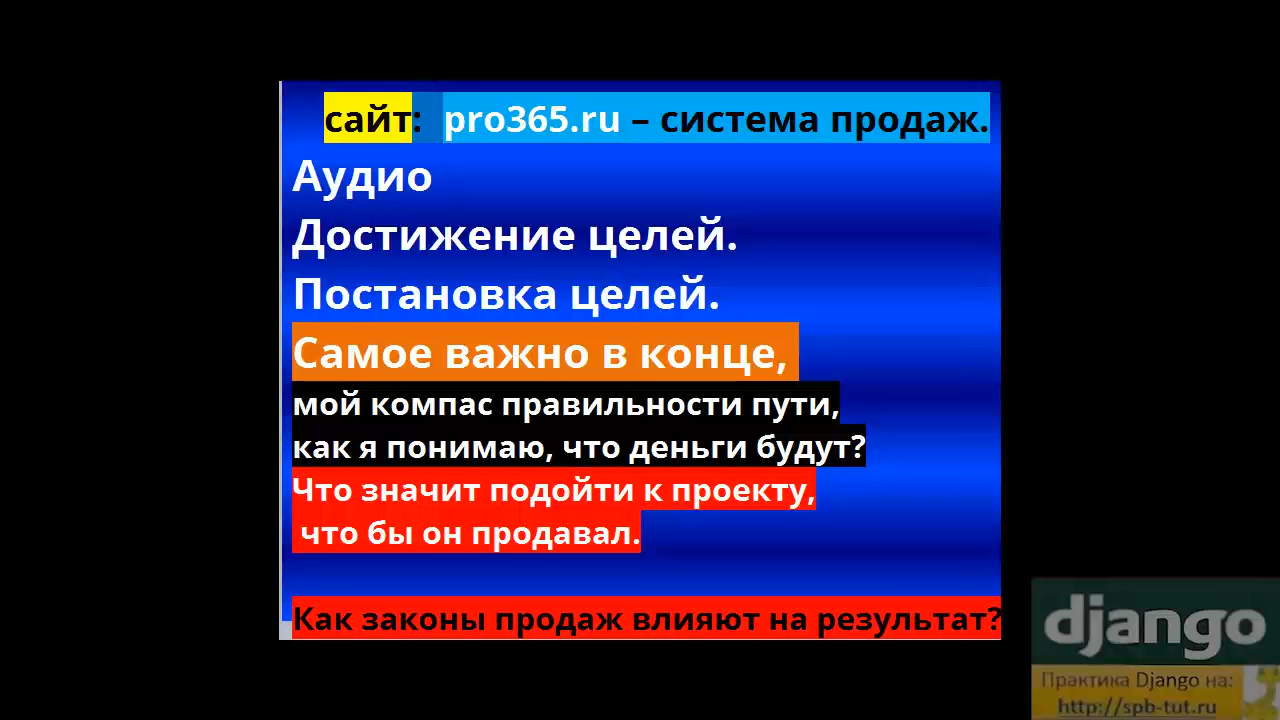 сайт: pro365.ru – система продаж.
Аудио
Достижение целей.
Постановка целей.
Самое важно в конце,
мой компас правильности пути,
как я понимаю, что деньги будут?
Что значит подойти к проекту,
что бы он продавал.
Как законы продаж влияют на результат?
django
Практика Django на:
http://spb-tut.ru